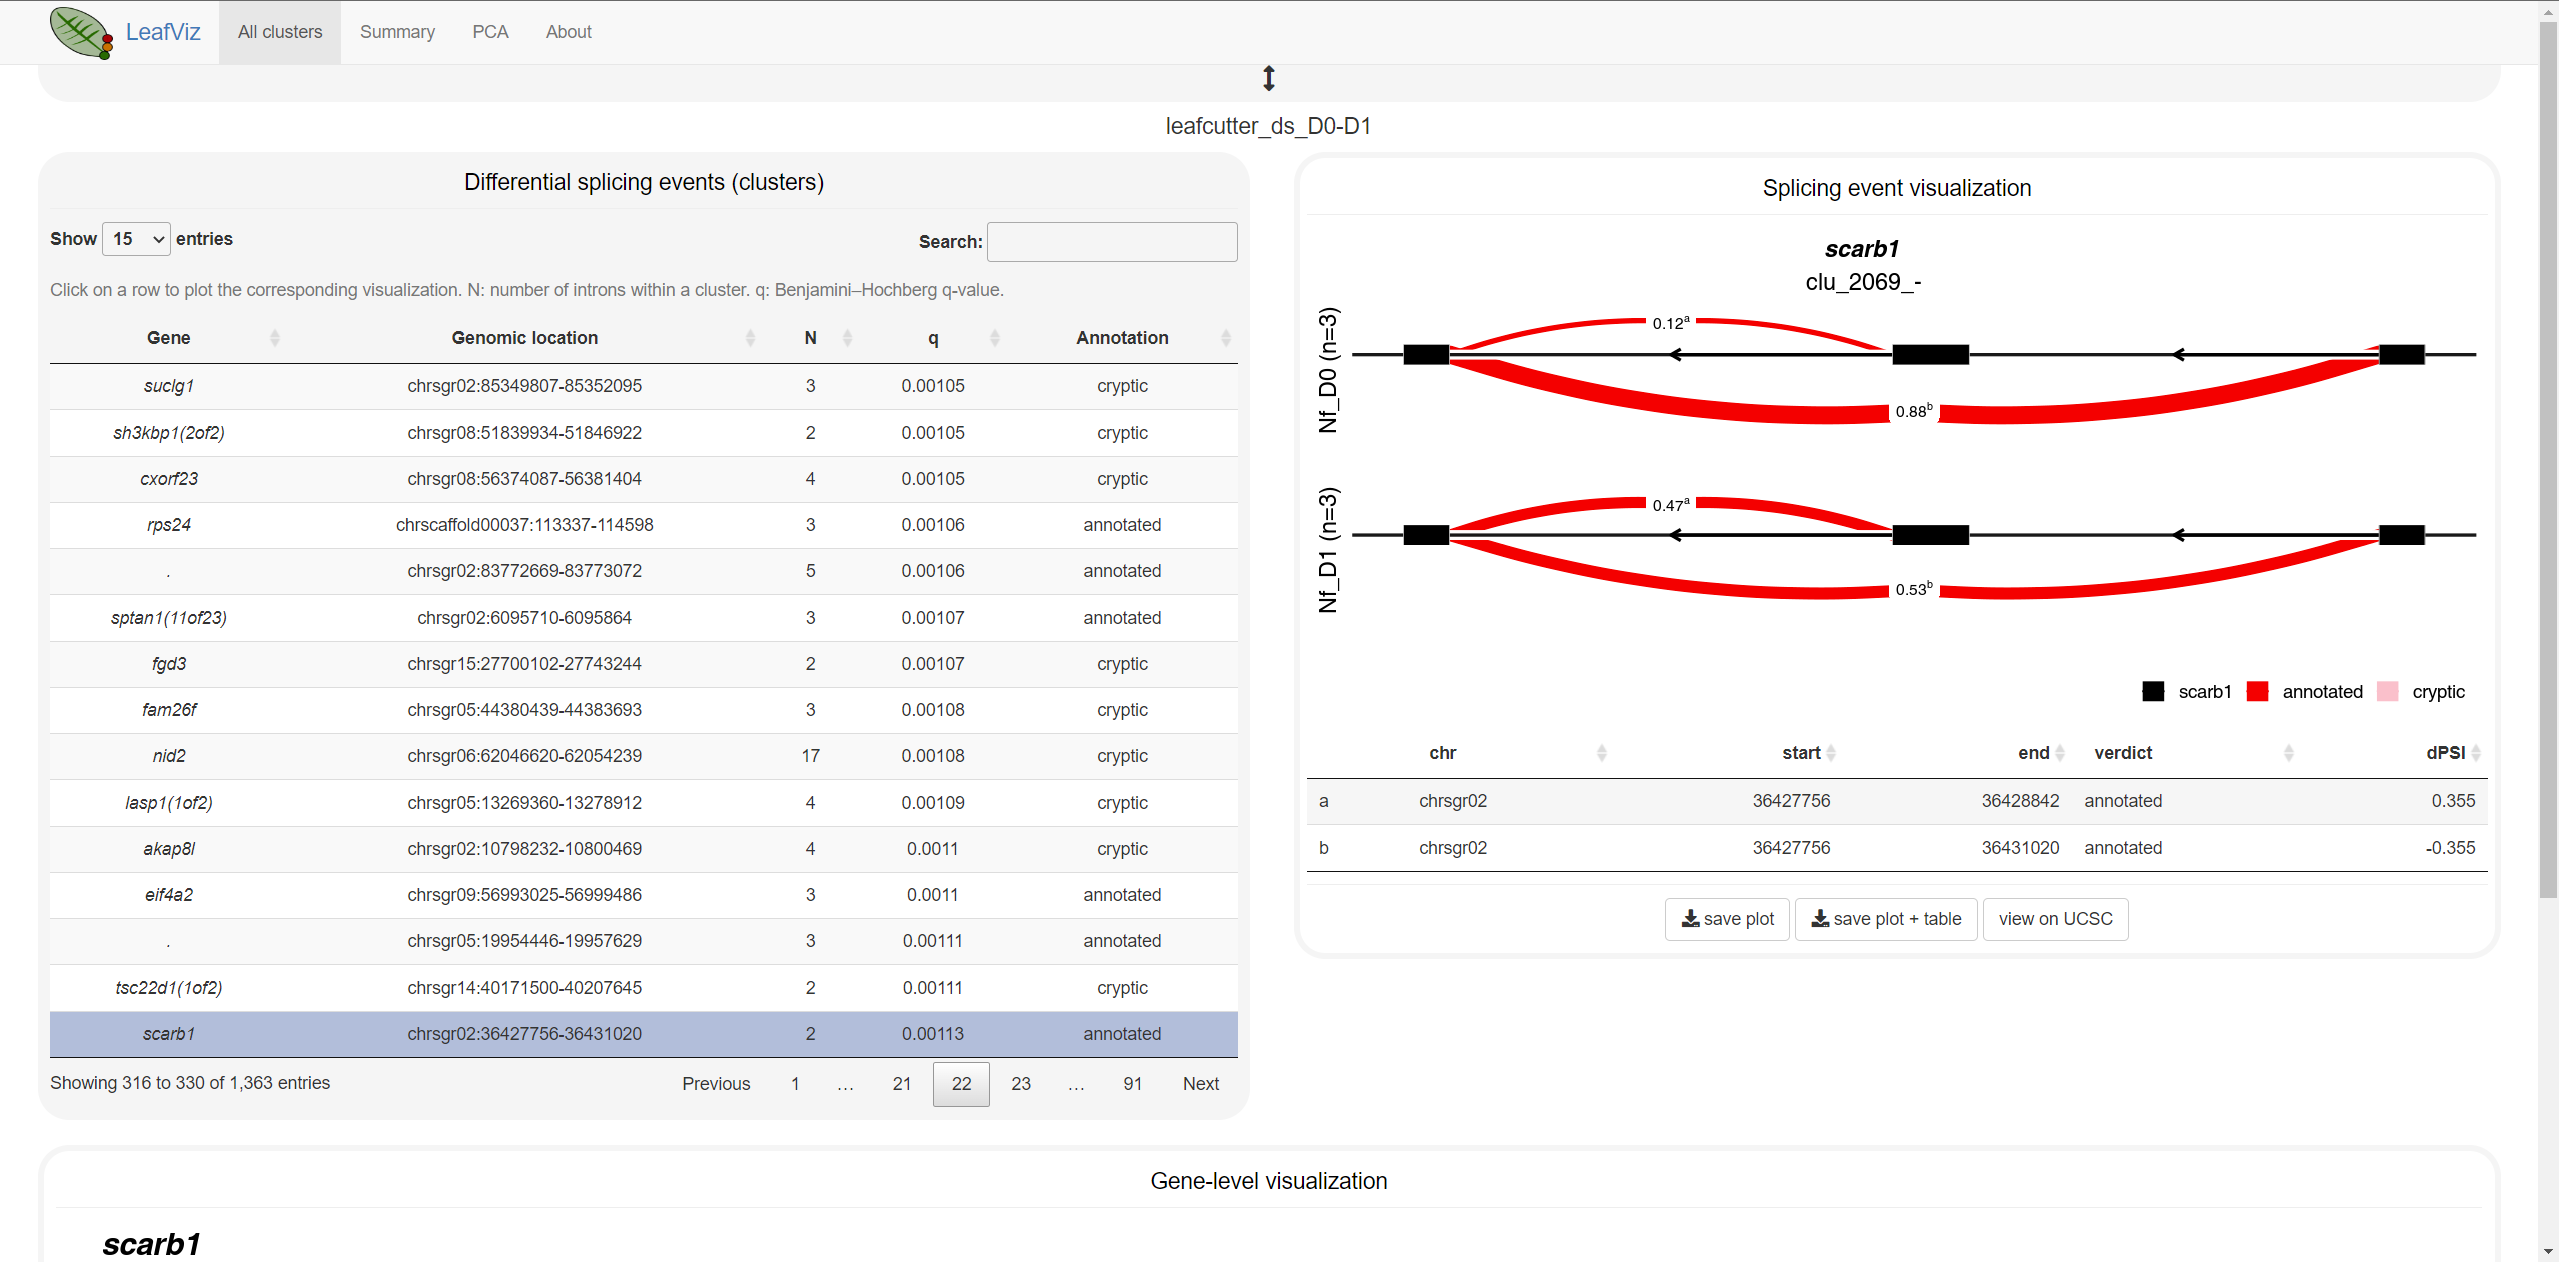 LeafViz All clusters Summary PCA About
leafcutter_ds_D0-D1
Differential splicing events (clusters)
Show 15 entries Search:
Click on a row to plot the corresponding visualization. N: number of introns within a cluster. q: Benjamini–Hochberg q-value.
Gene Genomic location N q Annotation
suclg1 chrsgr02:85349807-85352095 3 0.00105 cryptic
sh3kbp1(2of2) chrsgr08:51839934-51846922 2 0.00105 cryptic
cxorf23 chrsgr08:56374087-56381404 4 0.00105 cryptic
rps24 chrscaffold00037:113337-114598 3 0.00106 annotated
. chrsgr02:83772669-83773072 5 0.00106 annotated
sptan1(11of23) chrsgr02:6095710-6095864 3 0.00107 annotated
fgd3 chrsgr15:27700102-27743244 2 0.00107 cryptic
fam26f chrsgr05:44380439-44383693 3 0.00108 cryptic
nid2 chrsgr06:62046620-62054239 17 0.00108 cryptic
lasp1(1of2) chrsgr05:13269360-13278912 4 0.00109 cryptic
akap8l chrsgr02:10798232-10800469 4 0.0011 cryptic
eif4a2 chrsgr09:56993025-56999486 3 0.0011 annotated
. chrsgr05:19954446-19957629 3 0.00111 annotated
tsc22d1(1of2) chrsgr14:40171500-40207645 2 0.00111 cryptic
scarb1 chrsgr02:36427756-36431020 2 0.00113 annotated
Showing 316 to 330 of 1,363 entries Previous 1 … 21 22 23 … 91 Next
Splicing event visualization
scarb1
clu_2069_-
Nf_D0 (n=3)
0.12a
0.88b
Nf_D1 (n=3)
0.47a
0.53b
scarb1 annotated cryptic
chr start end verdict dPSI
a chrsgr02 36427756 36428842 annotated 0.355
b chrsgr02 36427756 36431020 annotated -0.355
save plot save plot + table view on UCSC
Gene-level visualization
scarb1